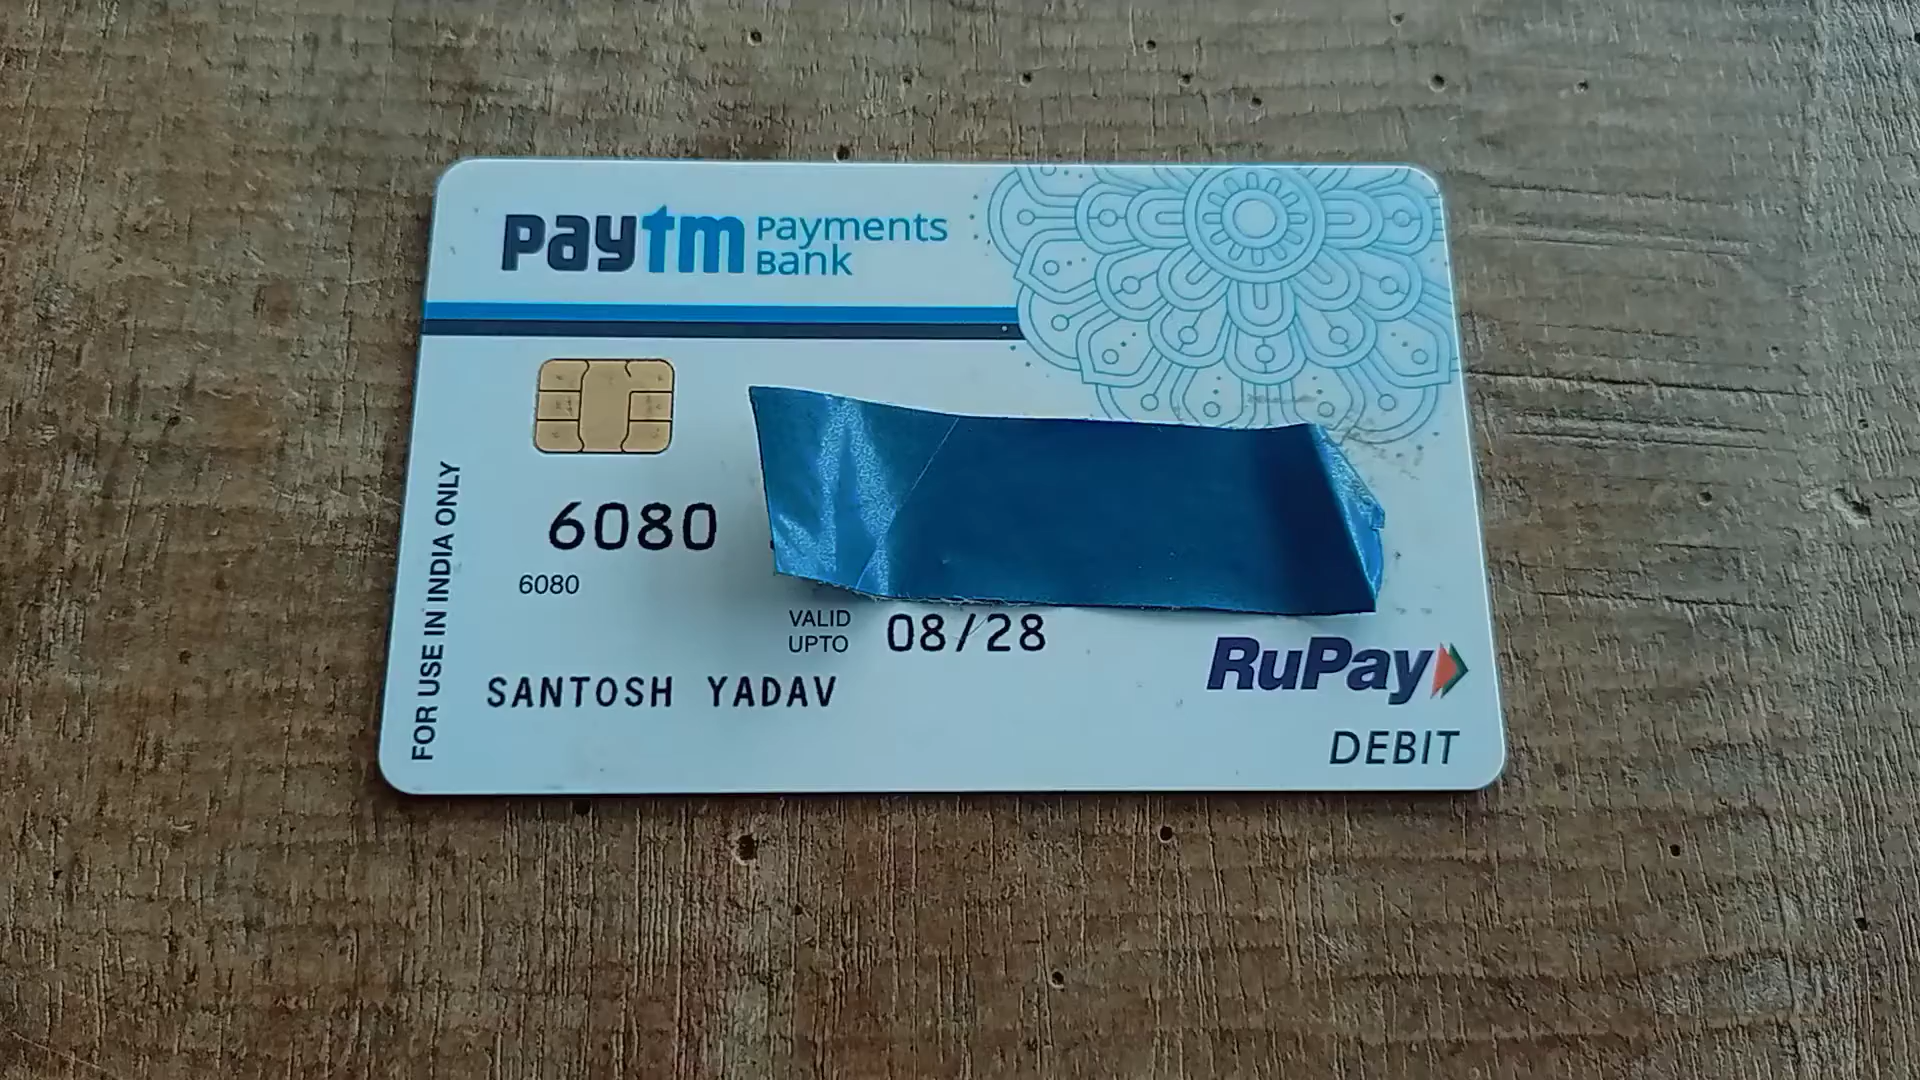 paytm Payments Bank
6080
6080
VALID UPTO 08/28
SANTOSH YADAV
FOR USE IN INDIA ONLY
RuPay
DEBIT